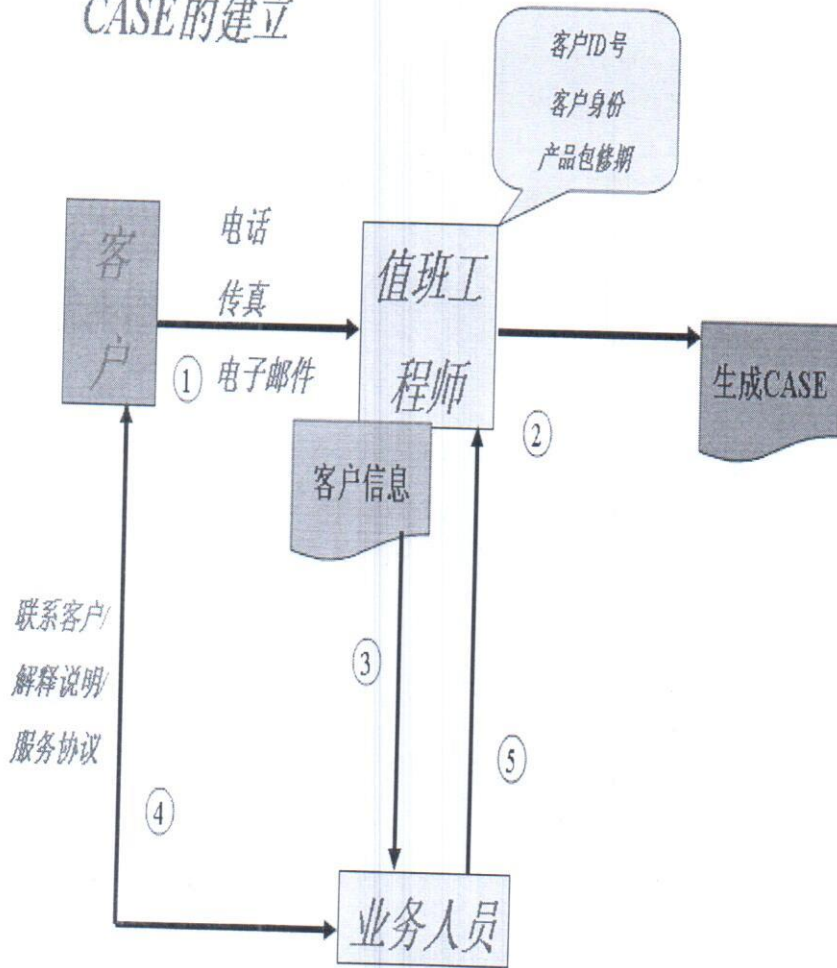 CASE的建立
客户ID号
客户身份
产品包修期
客
户
电话
传真
① 电子邮件
值班工
程师
②
生成CASE
客户信息
③
联系客户/
解释说明/
服务协议
④
⑤
业务人员